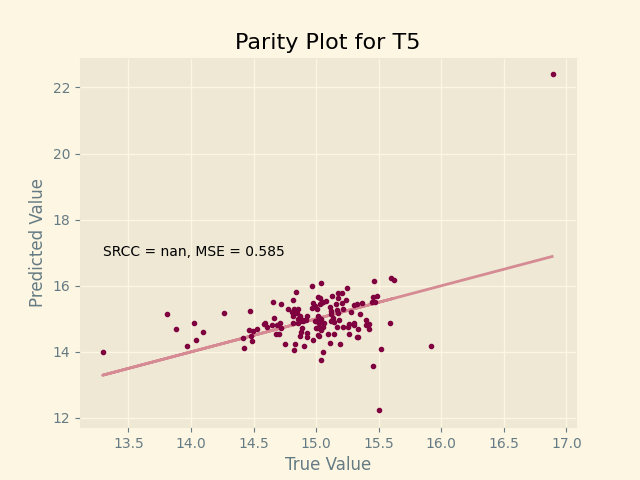 Parity Plot for T5
22
20
18
16
14
12
Predicted Value
SRCC = nan, MSE = 0.585
13.5 14.0 14.5 15.0 15.5 16.0 16.5 17.0
True Value